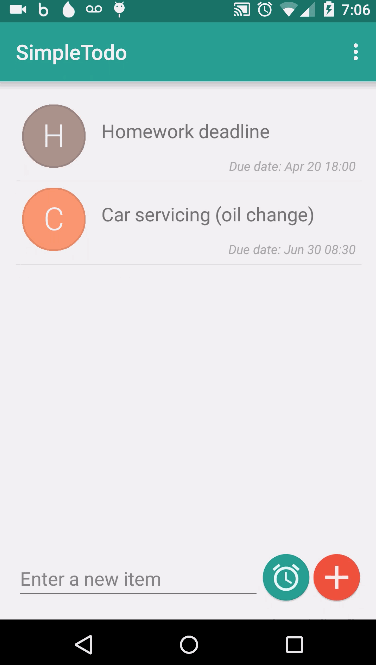 7:06
SimpleTodo
H
Homework deadline
Due date: Apr 20 18:00
C
Car servicing (oil change)
Due date: Jun 30 08:30
Enter a new item